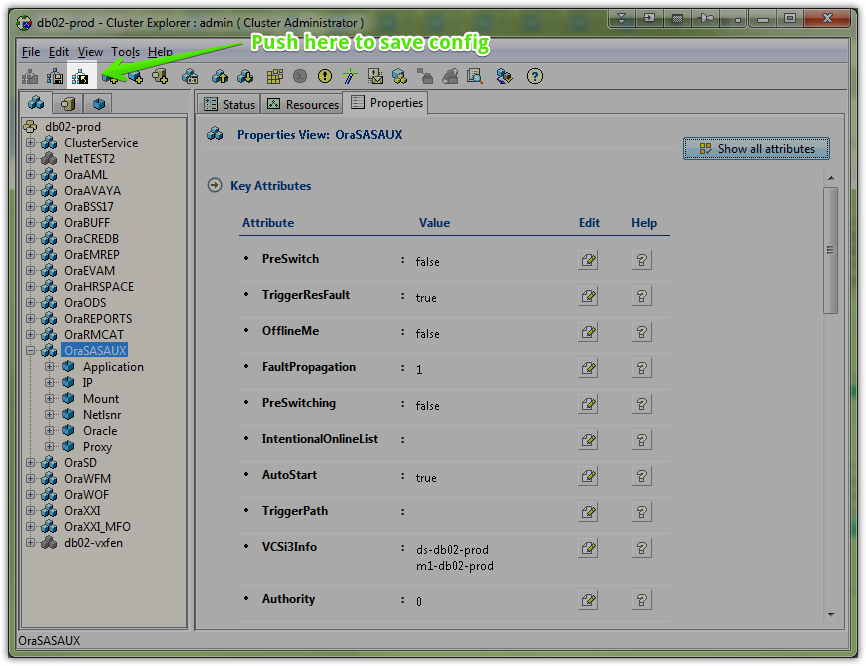 db02-prod - Cluster Explorer : admin ( Cluster Administrator )
File Edit View Tools Help
Push here to save config
Status Resources Properties
db02-prod
ClusterService
NetTEST2
OraAML
OraAVAYA
OraBSS17
OraBUFF
OraCREDB
OraEMREP
OraEVAM
OraHRSPACE
OraODS
OraREPORTS
OraRMCAT
OraSASAUX
Application
IP
Mount
Netlsnr
Oracle
Proxy
OraSD
OraWFM
OraWOF
OraXXI
OraXXI_MFO
db02-vxfen
Properties View: OraSASAUX
Show all attributes
Key Attributes
Attribute Value Edit Help
• PreSwitch : false
• TriggerResFault : true
• OfflineMe : false
• FaultPropagation : 1
• PreSwitching : false
• IntentionalOnlineList :
• AutoStart : true
• TriggerPath :
• VCSi3Info : ds-db02-prod
m1-db02-prod
• Authority : 0
OraSASAUX